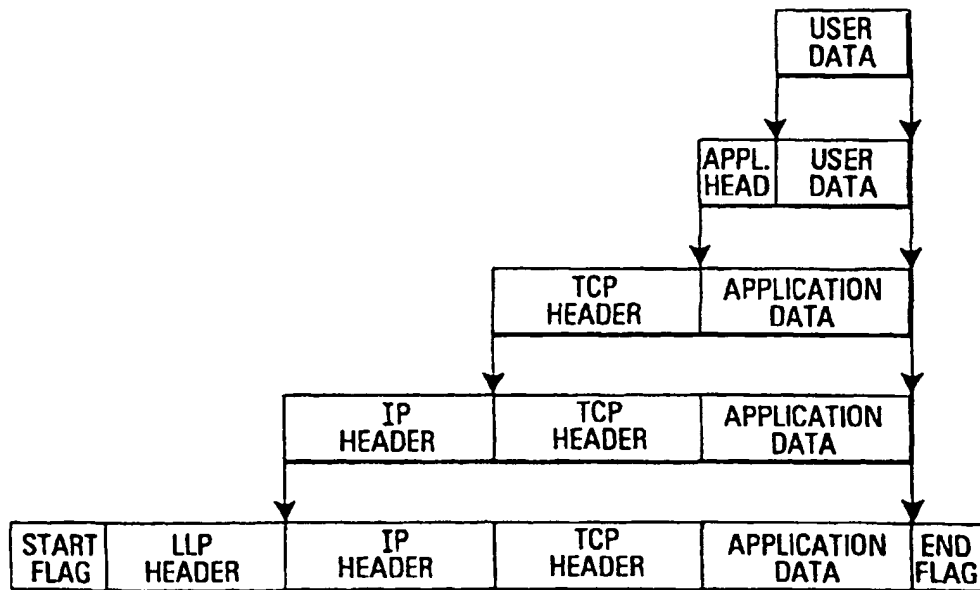 USER
DATA
APPL.
HEAD
USER
DATA
TCP
HEADER
APPLICATION
DATA
IP
HEADER
TCP
HEADER
APPLICATION
DATA
START
FLAG
LLP
HEADER
IP
HEADER
TCP
HEADER
APPLICATION
DATA
END
FLAG